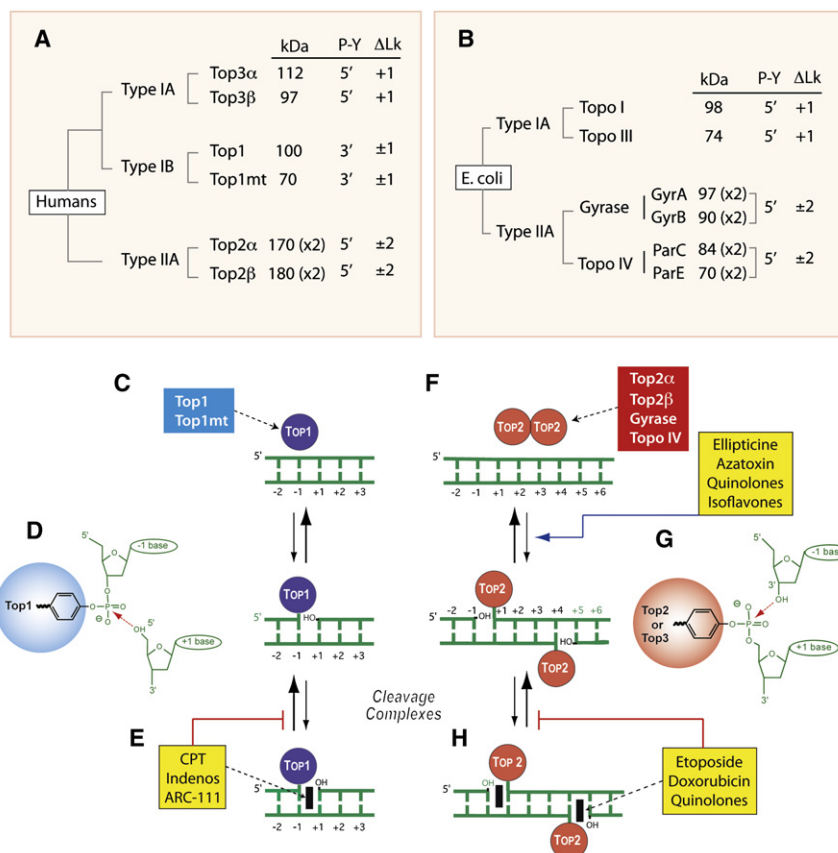 A
kDa P-Y ΔLk
Type IA
Top3α 112 5′ +1
Top3β 97 5′ +1
Type IB
Top1 100 3′ ±1
Top1mt 70 3′ ±1
Humans
Type IIA
Top2α 170 (x2) 5′ ±2
Top2β 180 (x2) 5′ ±2
B
kDa P-Y ΔLk
Type IA
Topo I 98 5′ +1
Topo III 74 5′ +1
E. coli
Type IIA
Gyrase
GyrA 97 (x2)
GyrB 90 (x2)
5′ ±2
Topo IV
ParC 84 (x2)
ParE 70 (x2)
5′ ±2
C
Top1
Top1mt
TOP1
5'
-2 -1 +1 +2 +3
D
Top1
5'
-1 base
O
O
O
P
O
O
⊖
HO
5'
O
+1 base
3'
TOP1
5'
HO
-2 -1 +1 +2 +3
Cleavage
Complexes
E
CPT
Indenos
ARC-111
TOP1
OH
5'
-2 -1 +1 +2 +3
F
TOP2 TOP2
Top2α
Top2β
Gyrase
Topo IV
5'
-2 -1 +1 +2 +3 +4 +5 +6
Ellipticine
Azatoxin
Quinolones
Isoflavones
TOP2
-2 -1 +1 +2 +3 +4 +5 +6
5'
HO
HO
TOP2
G
Top2
or
Top3
5'
-1 base
O
3'
OH
⊖
O
O
P
O
O
5'
O
+1 base
3'
H
TOP 2
5'
OH
OH
TOP2
Etoposide
Doxorubicin
Quinolones